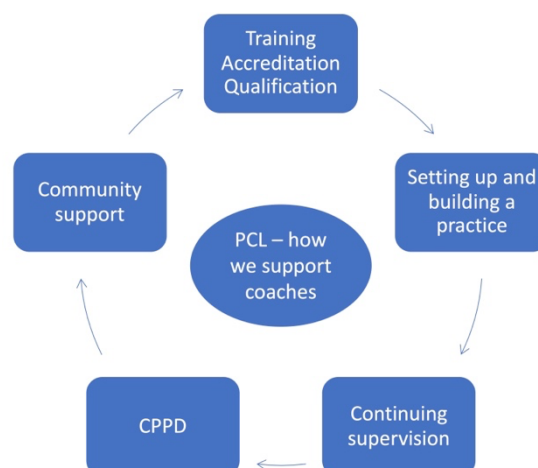 Training
Accreditation
Qualification
Setting up and
building a
practice
Continuing
supervision
CPPD
Community
support
PCL – how
we support
coaches